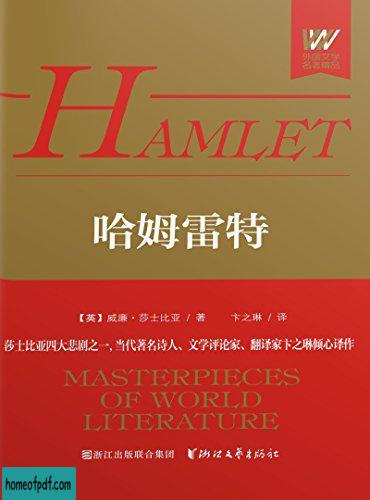 W
外国文学
名著精品
HAMLET
哈姆雷特
【英】威廉·莎士比亚 / 著 卞之琳 / 译
莎士比亚四大悲剧之一，当代著名诗人、文学评论家、翻译家卞之琳倾心译作
MASTERPIECES
OF WORLD
LITERATURE
浙江出版联合集团 浙江文艺出版社
homeofpdf.com